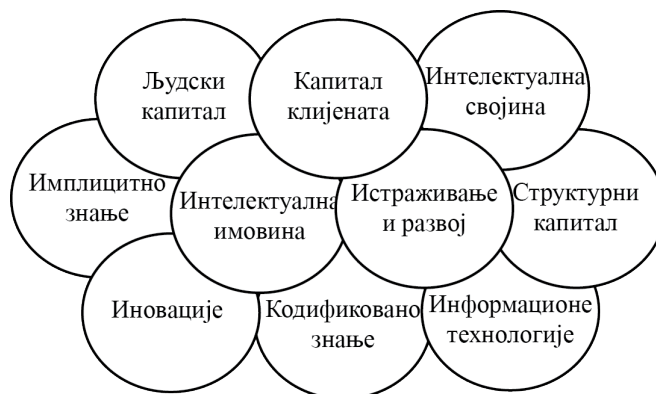 Људски
капитал
Капитал
клијената
Интелектуална
својина
Имплицитно
знање
Интелектуална
имовина
Истраживање
и развој
Структурни
капитал
Иновације
Кодификовано
знање
Информационе
технологије